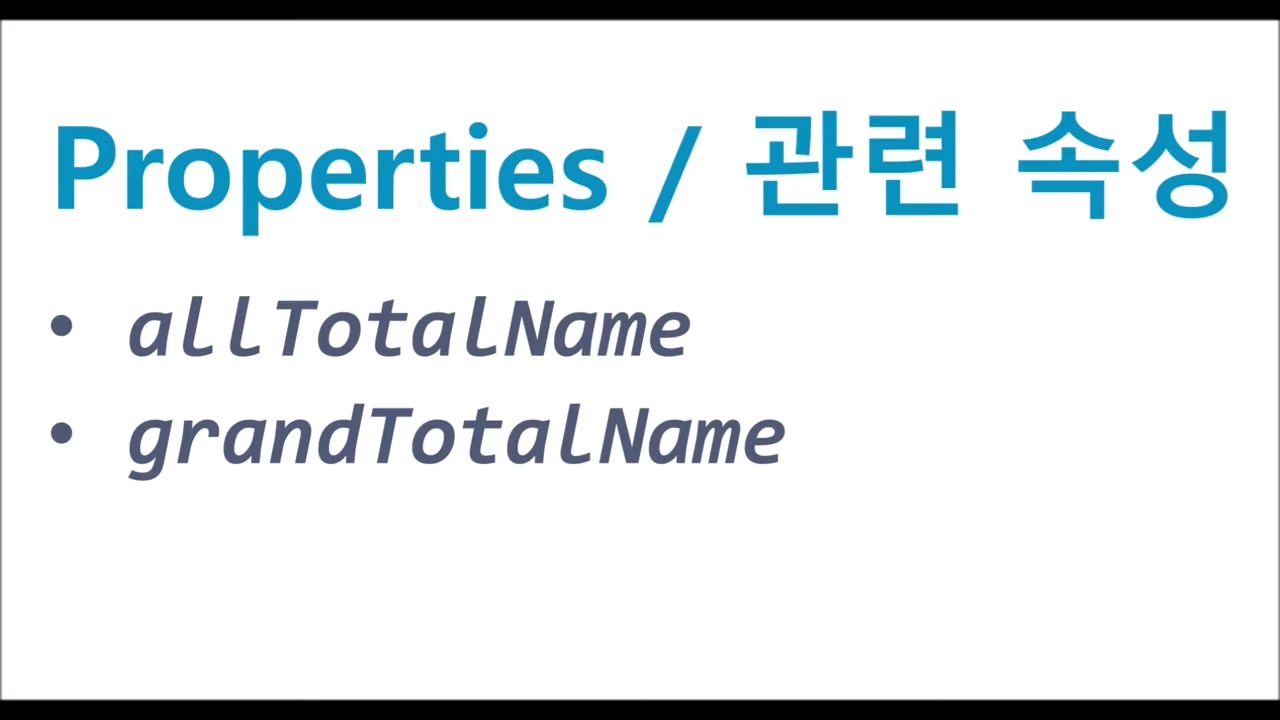 Properties / 관련 속성
• allTotalName
• grandTotalName